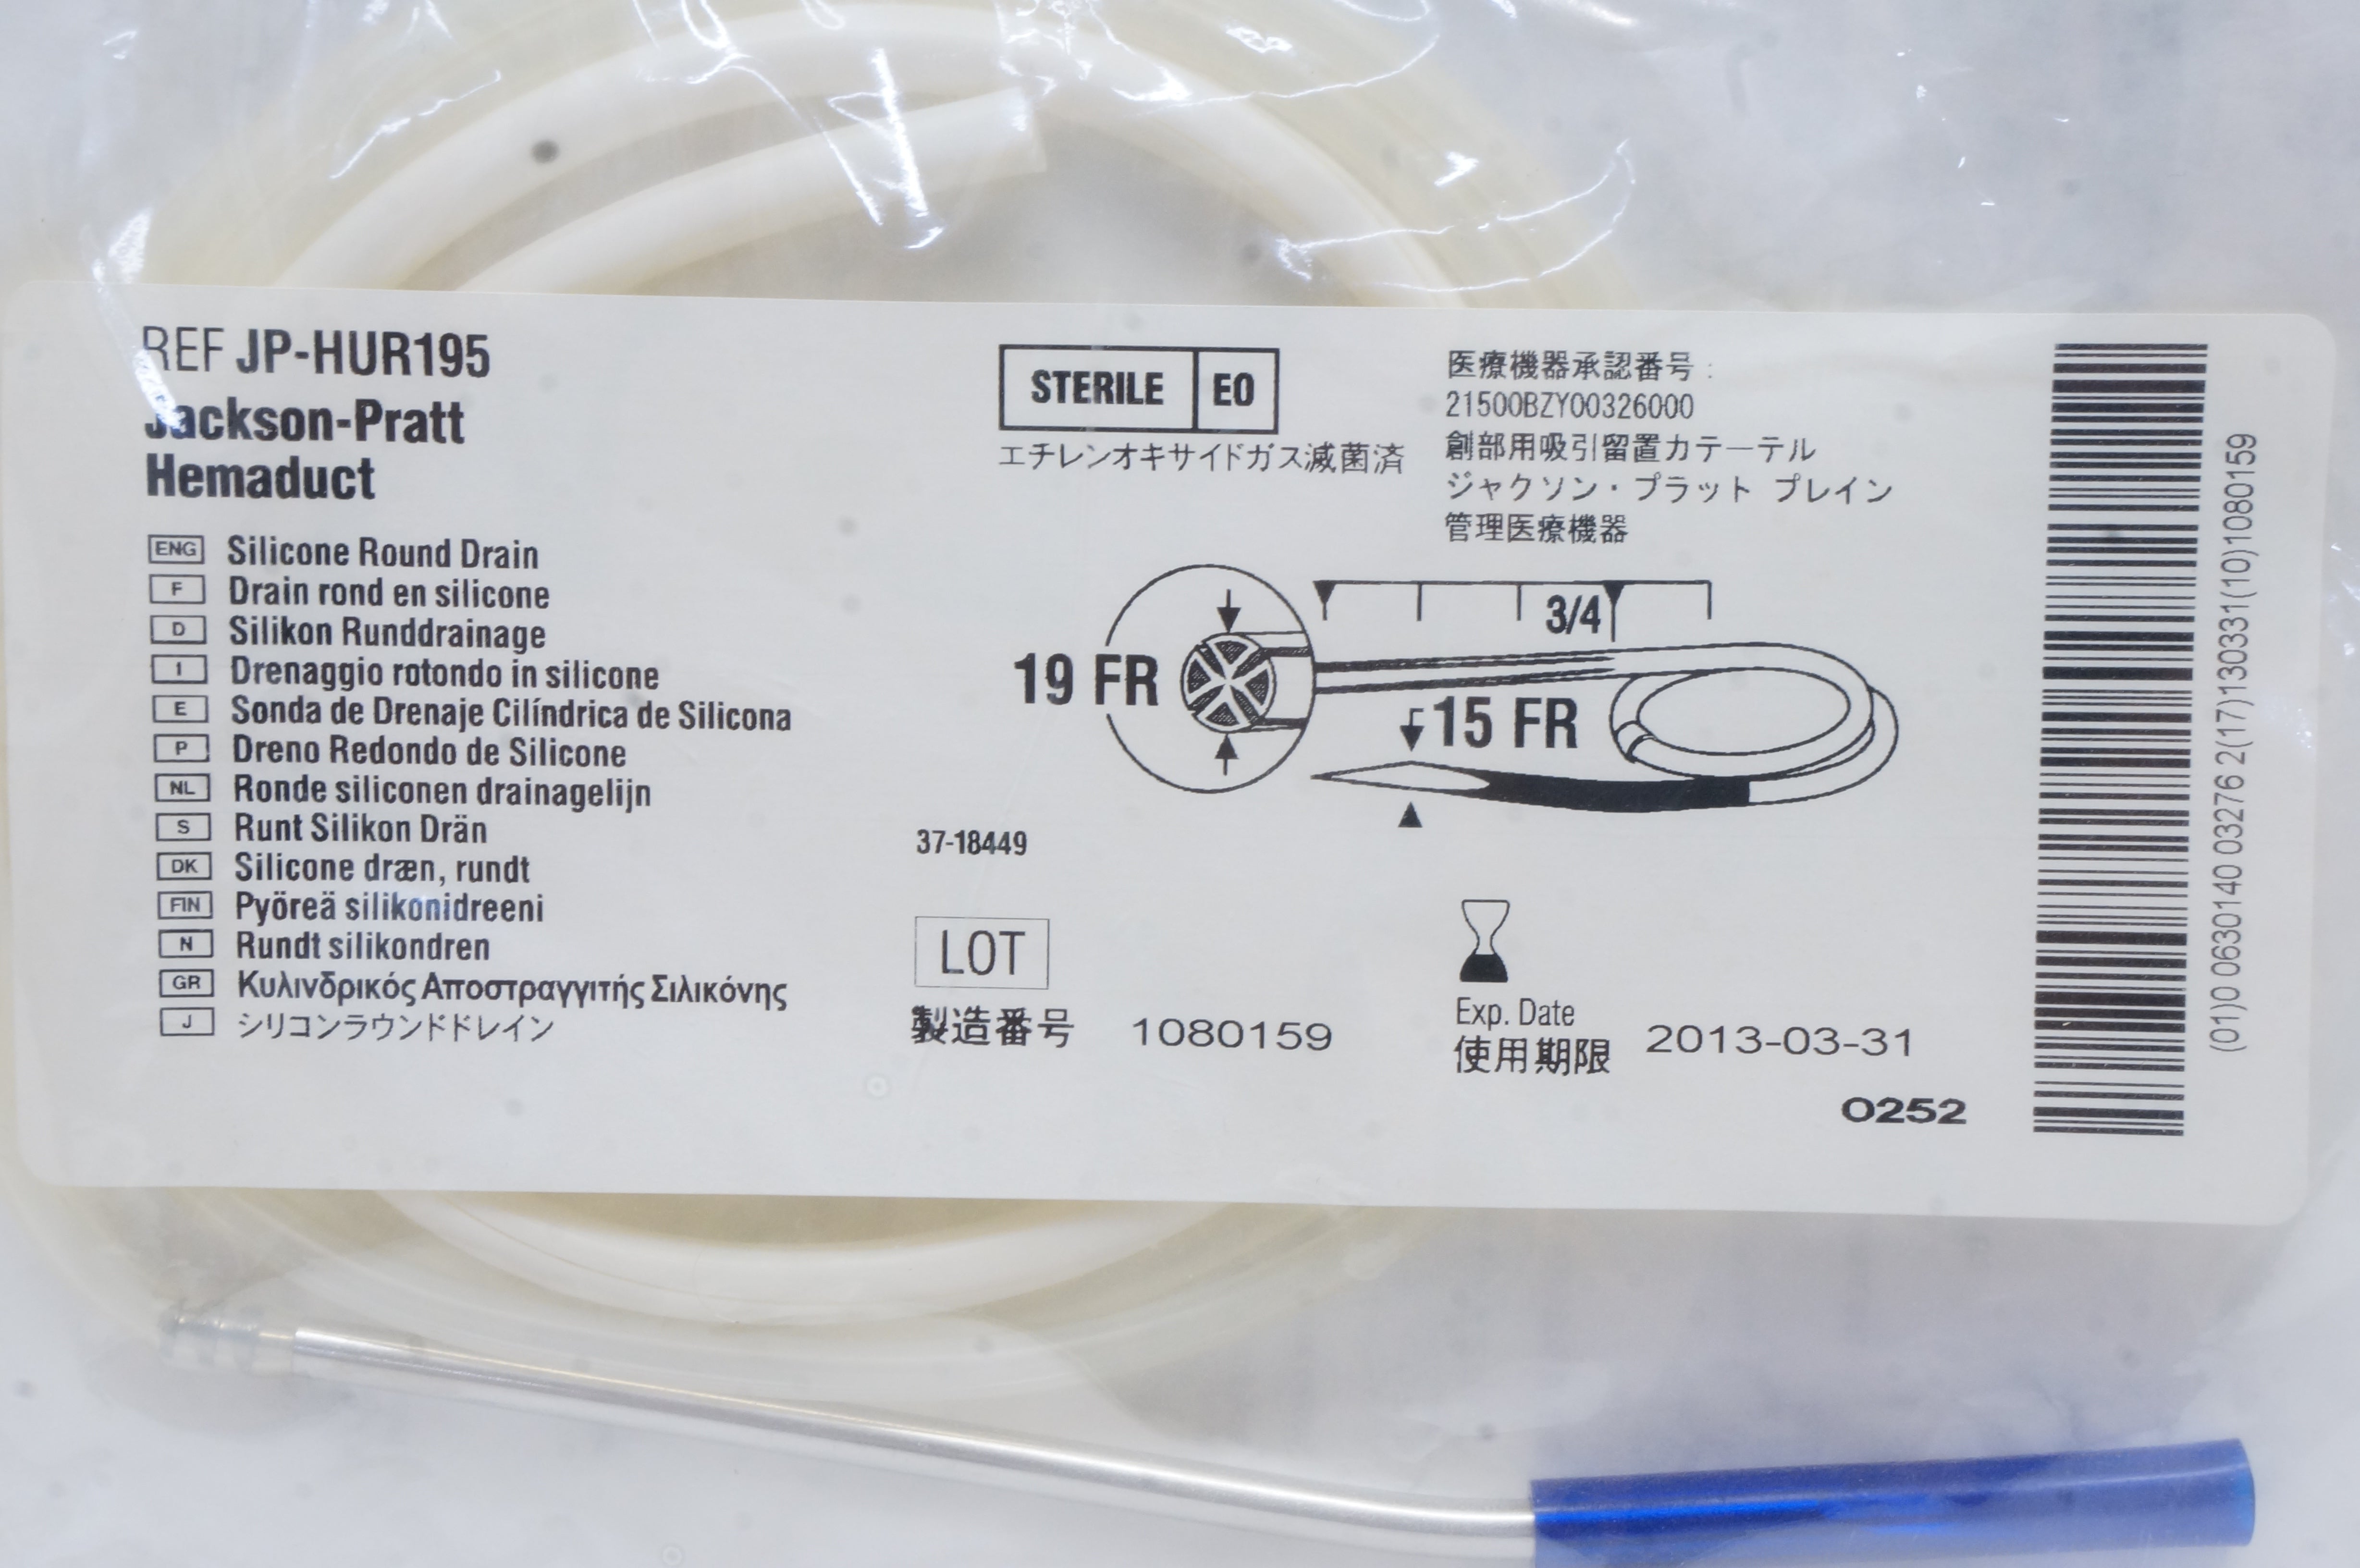 REF JP-HUR195
Jackson-Pratt
Hemaduct
ENG Silicone Round Drain
F Drain rond en silicone
D Silikon Runddrainage
I Drenaggio rotondo in silicone
E Sonda de Drenaje Cilíndrica de Silicona
P Dreno Redondo de Silicone
NL Ronde siliconen drainagelijn
S Runt Silikon Drän
DK Silicone dræn, rundt
FIN Pyöreä silikonidreeni
N Rundt silikondren
GR Κυλινδρικός Αποστραγγιτής Σιλικόνης
J シリコンラウンドドレイン
STERILE EO
エチレンオキサイドガス滅菌済
医療機器承認番号:
21500BZY00326000
創部用吸引留置カテーテル
ジャクソン・プラット プレイン
管理医療機器
3/4
19 FR
15 FR
37-18449
LOT
製造番号 1080159
Exp. Date
使用期限 2013-03-31
0252
(01)0 0630140 03276 2(17)130331(10)1080159